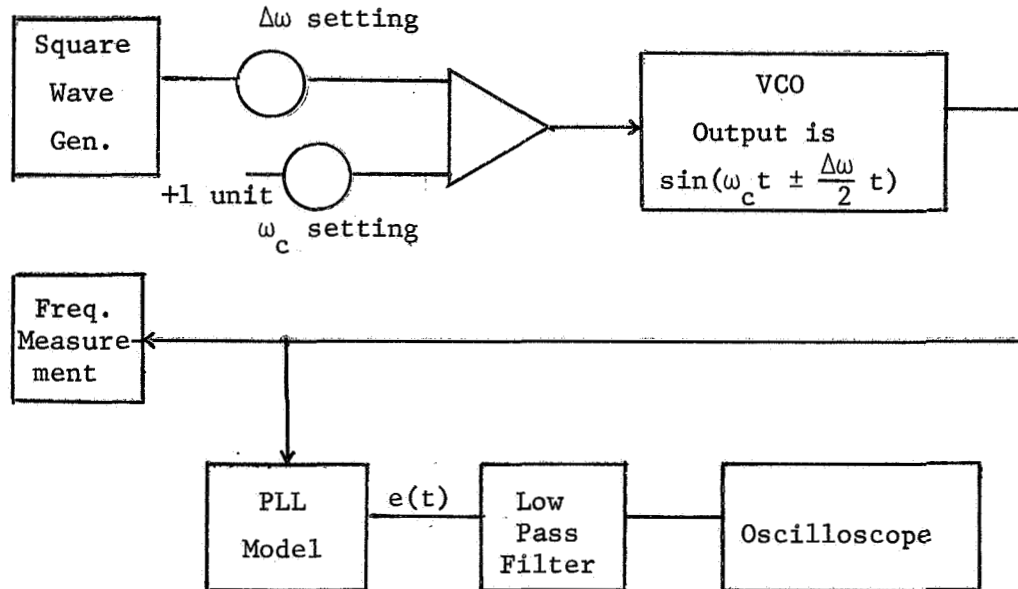 Δω setting
Square
Wave
Gen.
+1 unit
ω_c setting
VCO
Output is
sin(ω_c t ± Δω/2 t)
Freq.
Measure
ment
PLL
Model
e(t)
Low
Pass
Filter
Oscilloscope